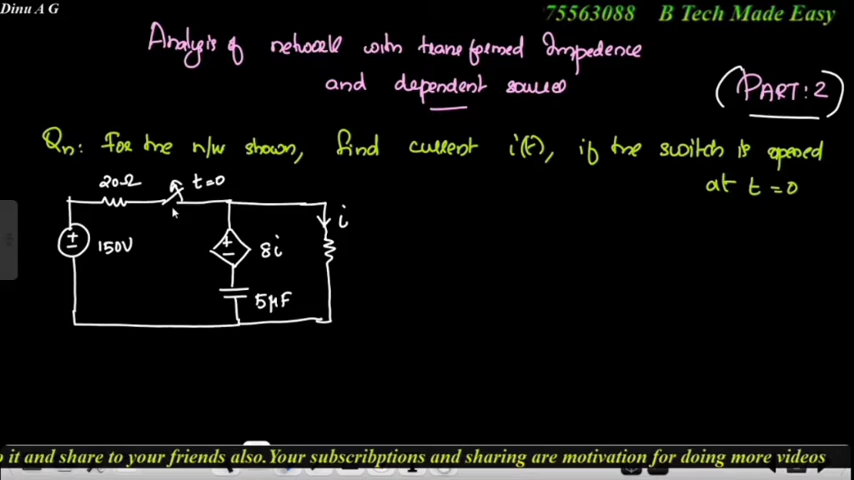 Dinu A G
75563088 B Tech Made Easy
Analysis of network with transformed Impedence
and dependent source
(PART:2)
Qn: For the n/w shown, find current i(t), if the switch is opened
at t=0
20Ω
t=0
i
+
-
150V
+
-
8i
5μF
o it and share to your friends also.Your subscribptions and sharing are motivation for doing more videos